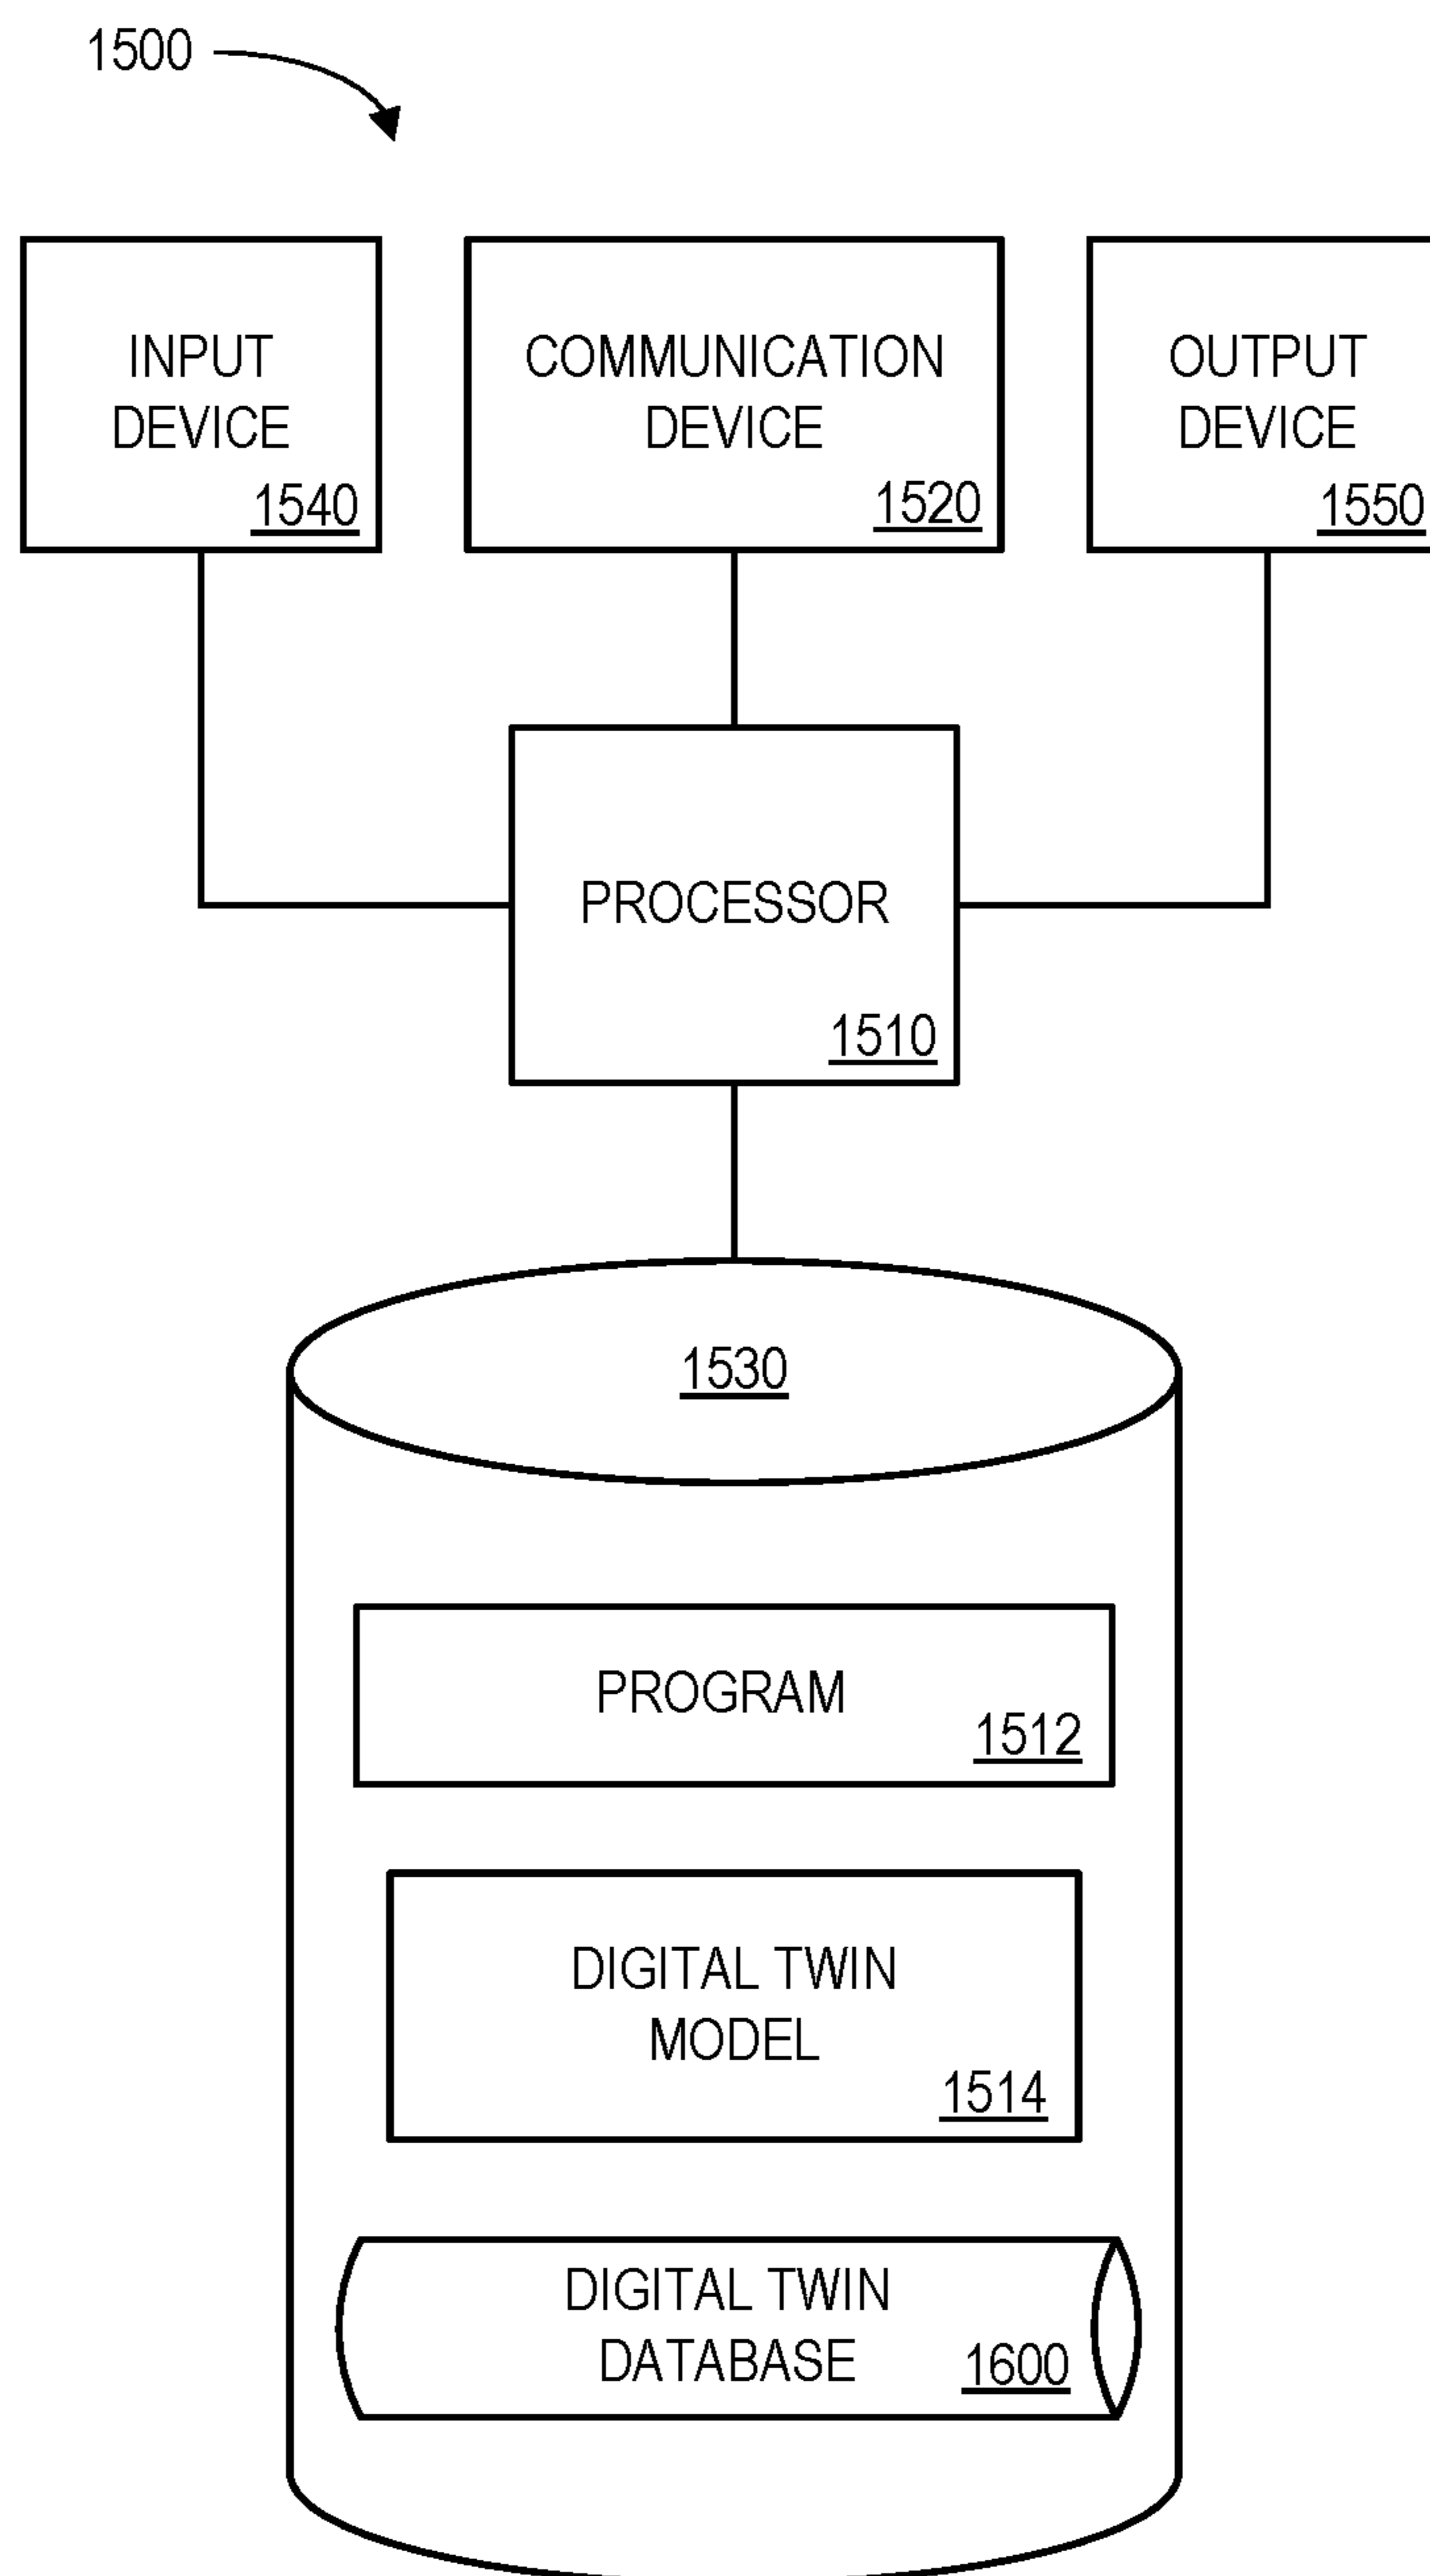 1500
INPUT
DEVICE
1540
COMMUNICATION
DEVICE
1520
OUTPUT
DEVICE
1550
PROCESSOR
1510
1530
PROGRAM
1512
DIGITAL TWIN
MODEL
1514
DIGITAL TWIN
DATABASE
1600